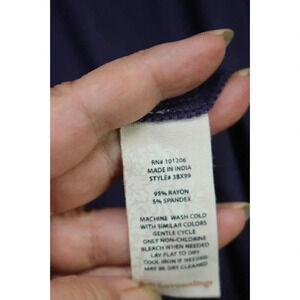 RN# 101206
MADE IN INDIA
STYLE# 38X99
95% RAYON
5% SPANDEX
MACHINE WASH COLD
WITH SIMILAR COLORS
GENTLE CYCLE
ONLY NON-CHLORINE
BLEACH WHEN NEEDED
LAY FLAT TO DRY
COOL IRON IF NEEDED
MAY BE DRY CLEANED